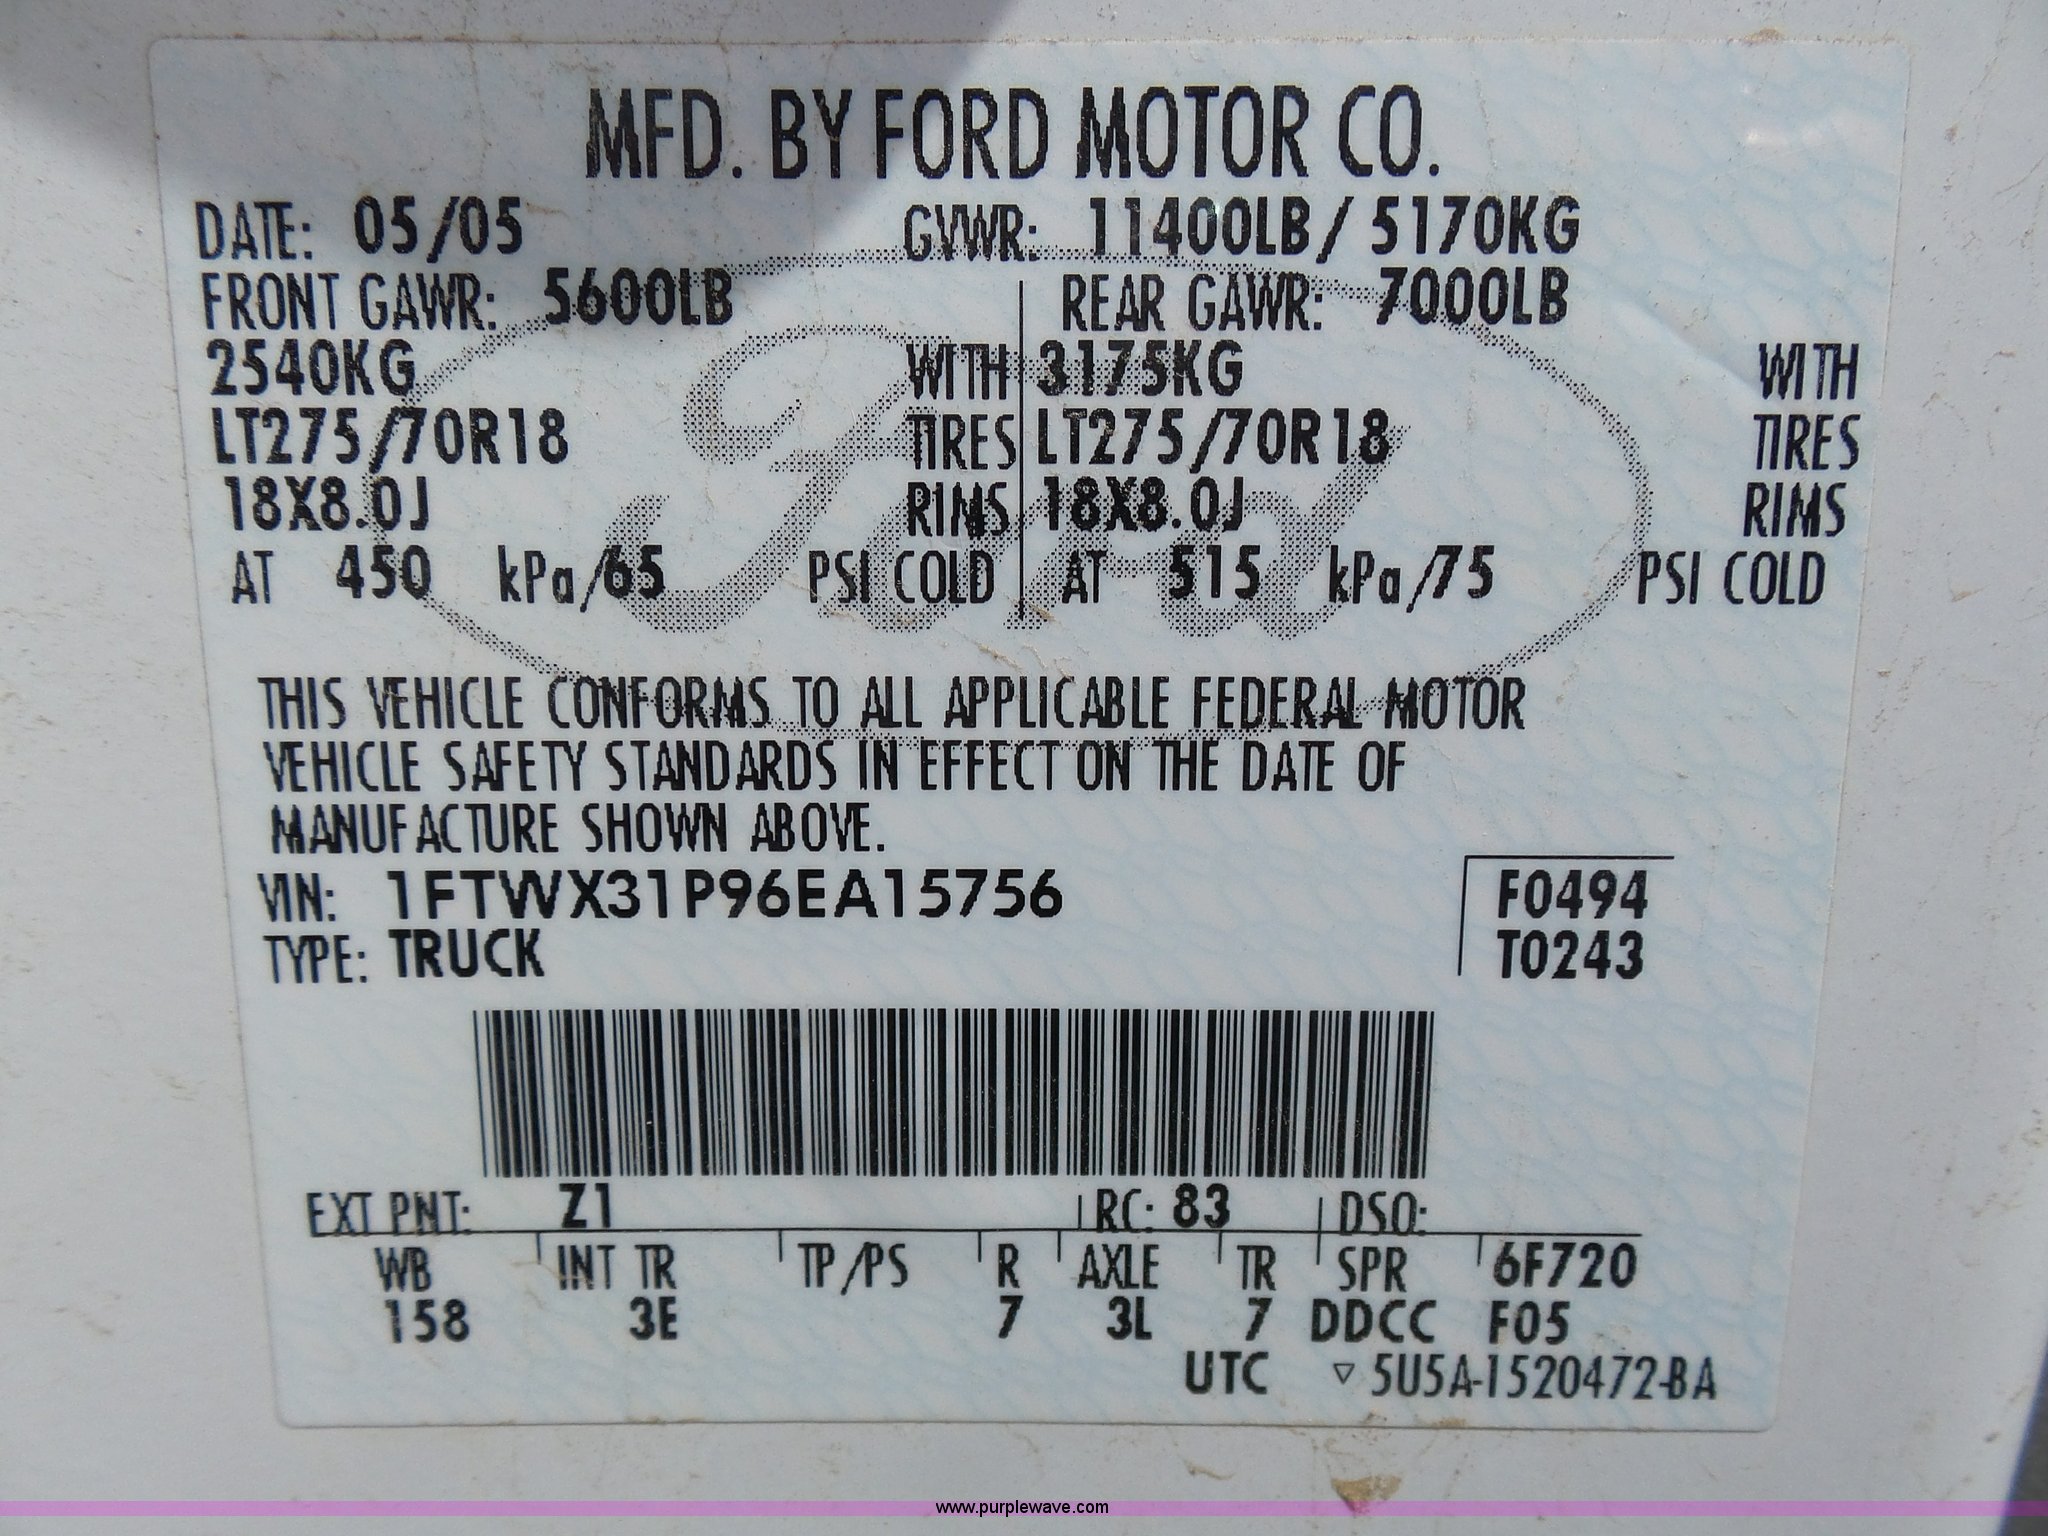 MFD. BY FORD MOTOR CO.
DATE: 05/05 GVWR: 11400LB/ 5170KG
FRONT GAWR: 5600LB REAR GAWR: 7000LB
2540KG WITH 3175KG WITH
LT275/70R18 TIRES LT275/70R18 TIRES
18X8.0J RIMS 18X8.0J RIMS
AT 450 kPa/65 PSI COLD AT 515 kPa/75 PSI COLD
Ford
THIS VEHICLE CONFORMS TO ALL APPLICABLE FEDERAL MOTOR
VEHICLE SAFETY STANDARDS IN EFFECT ON THE DATE OF
MANUFACTURE SHOWN ABOVE.
VIN: 1FTWX31P96EA15756 F0494
TYPE: TRUCK T0243
EXT PNT: Z1 RC: 83 DSO:
WB INT TR TP/PS R AXLE TR SPR 6F720
158 3E 7 3L 7 DDCC F05
UTC ▽ 5U5A-1520472-BA
www.purplewave.com